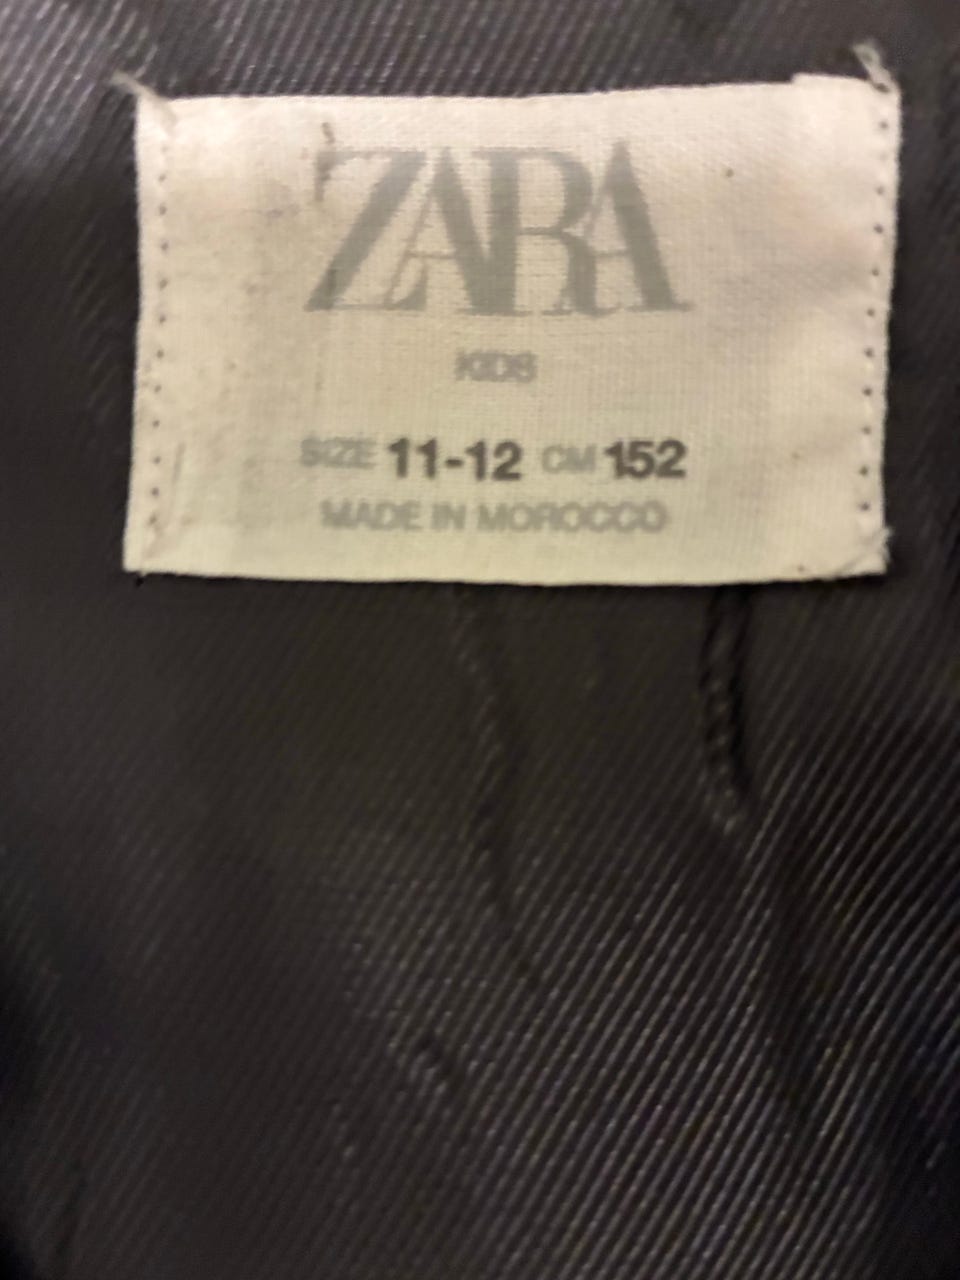 ZARA
KIDS
SIZE 11-12 CM 152
MADE IN MOROCCO